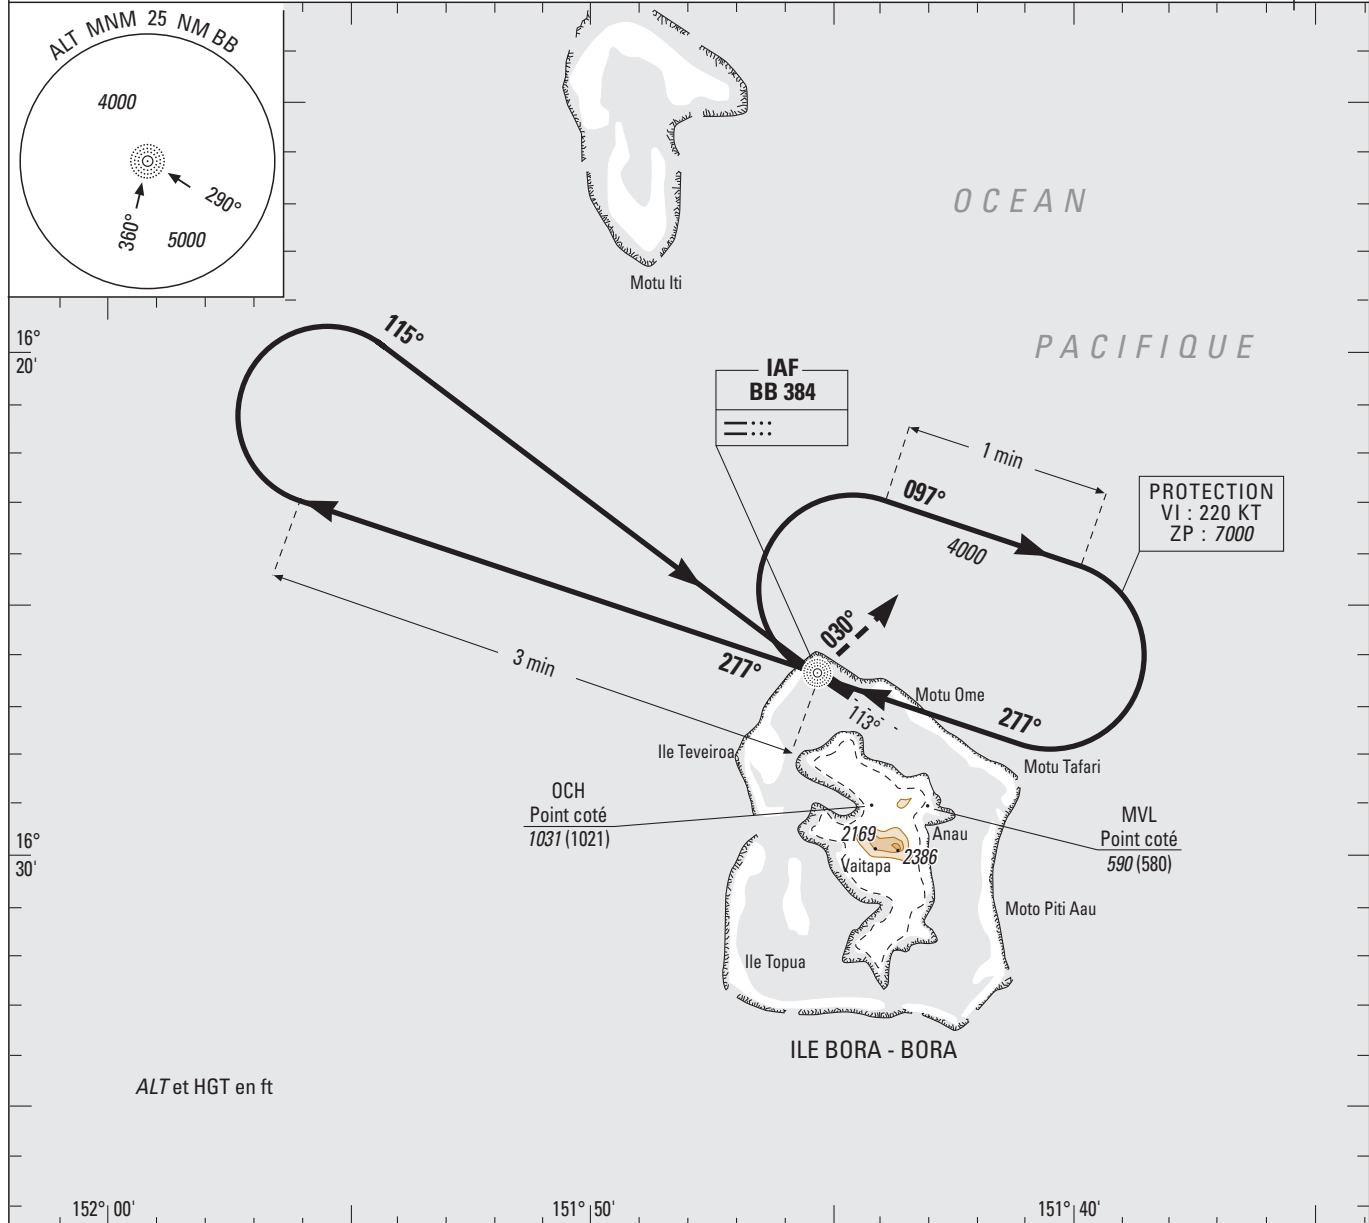 ALT MNM 25 NM BB
4000
290°
360°
5000
OCEAN
Motu Iti
PACIFIQUE
16°
20'
115°
IAF
BB 384
1 min
097°
4000
PROTECTION
VI : 220 KT
ZP : 7000
030°
3 min
277°
Motu Ome
113°
277°
Ile Teveiroa
Motu Tafari
OCH
Point coté
1031 (1021)
MVL
Point coté
590 (580)
2169
Anau
2386
Vaitapa
16°
30'
Moto Piti Aau
Ile Topua
ILE BORA - BORA
ALT et HGT en ft
152° 00'
151° 50'
151° 40'